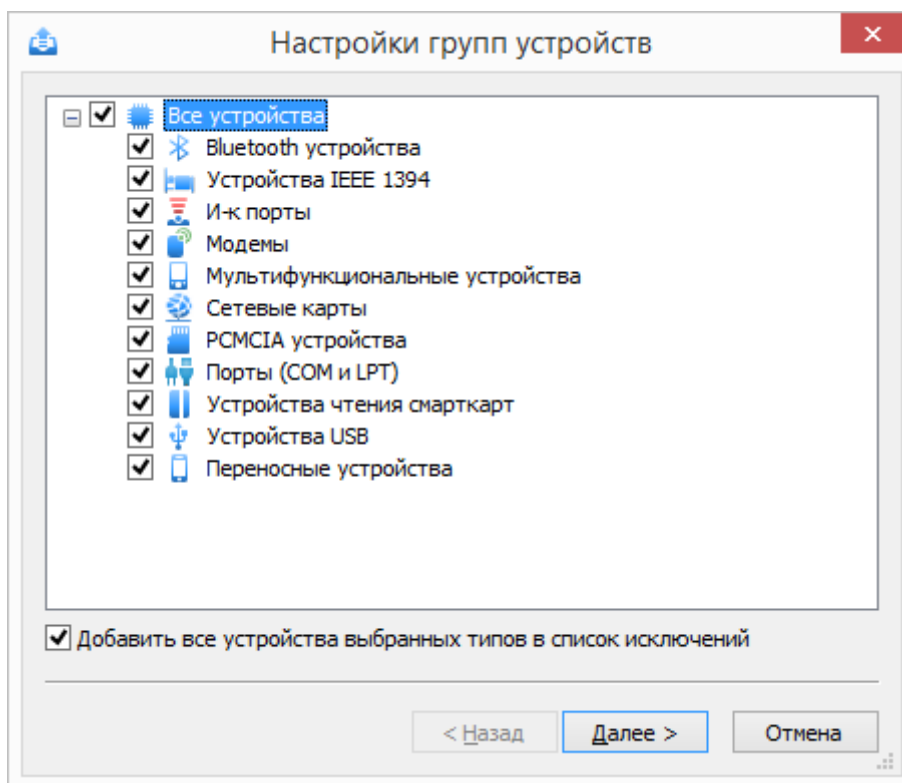 Настройки групп устройств
Все устройства
Bluetooth устройства
Устройства IEEE 1394
И-к порты
Модемы
Мультифункциональные устройства
Сетевые карты
PCMCIA устройства
Порты (COM и LPT)
Устройства чтения смарткарт
Устройства USB
Переносные устройства
Добавить все устройства выбранных типов в список исключений
< Назад Далее > Отмена